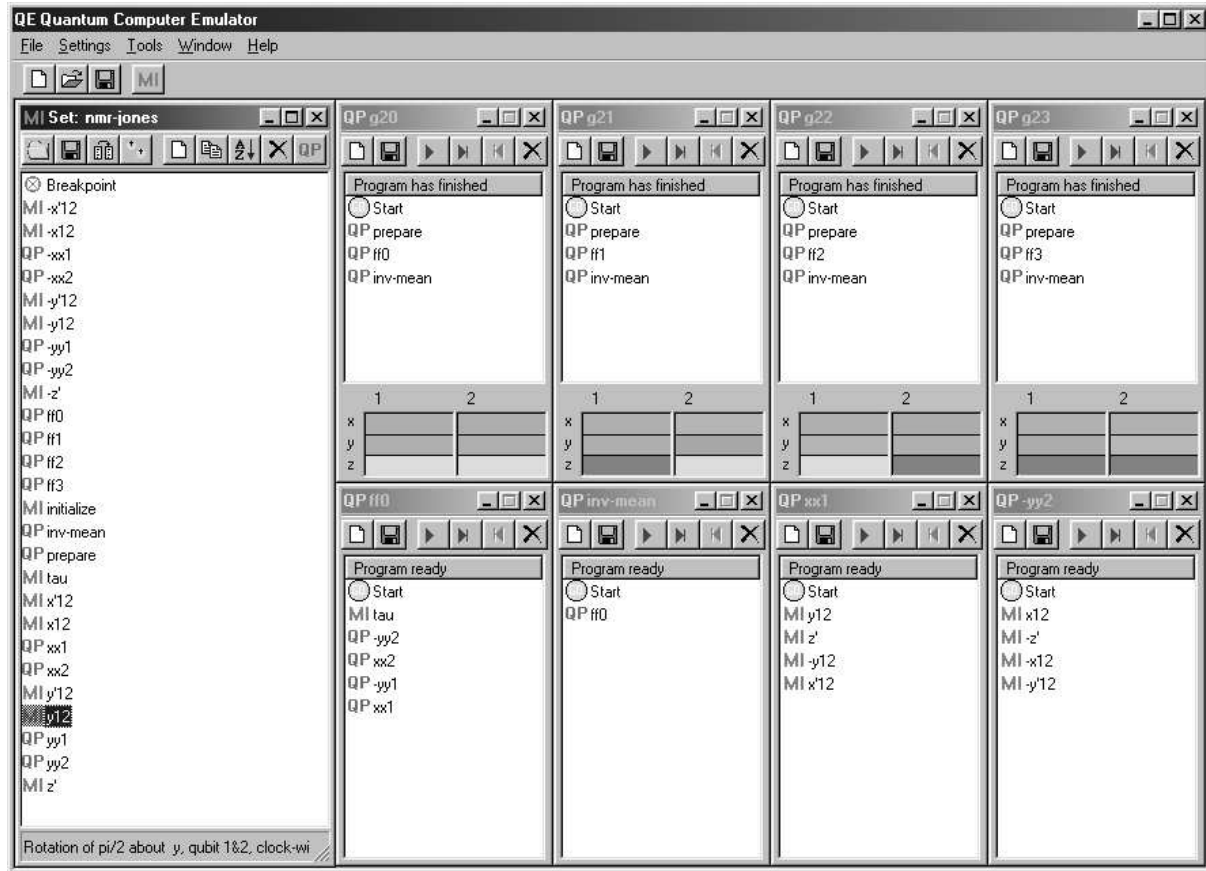 QE Quantum Computer Emulator
File Settings Tools Window Help
MI
MI Set: nmr-jones
QP
Breakpoint
MI -x'12
MI -x12
QP -xx1
QP -xx2
MI -y'12
MI -y12
QP -yy1
QP -yy2
MI -z'
QP ff0
QP ff1
QP ff2
QP ff3
MI initialize
QP inv-mean
QP prepare
MI tau
MI x'12
MI x12
QP xx1
QP xx2
MI y'12
MI y12
QP yy1
QP yy2
MI z'
Rotation of pi/2 about y, qubit 1&2, clock-wi
QP g20
Program has finished
Start
QP prepare
QP ff0
QP inv-mean
1 2
x
y
z
QP g21
Program has finished
Start
QP prepare
QP ff1
QP inv-mean
1 2
x
y
z
QP g22
Program has finished
Start
QP prepare
QP ff2
QP inv-mean
1 2
x
y
z
QP g23
Program has finished
Start
QP prepare
QP ff3
QP inv-mean
1 2
x
y
z
QP ff0
Program ready
Start
MI tau
QP -yy2
QP xx2
QP -yy1
QP xx1
QP inv-mean
Program ready
Start
QP ff0
QP xx1
Program ready
Start
MI y12
MI z'
MI -y12
MI x'12
QP -yy2
Program ready
Start
MI x12
MI -z'
MI -x12
MI -y'12